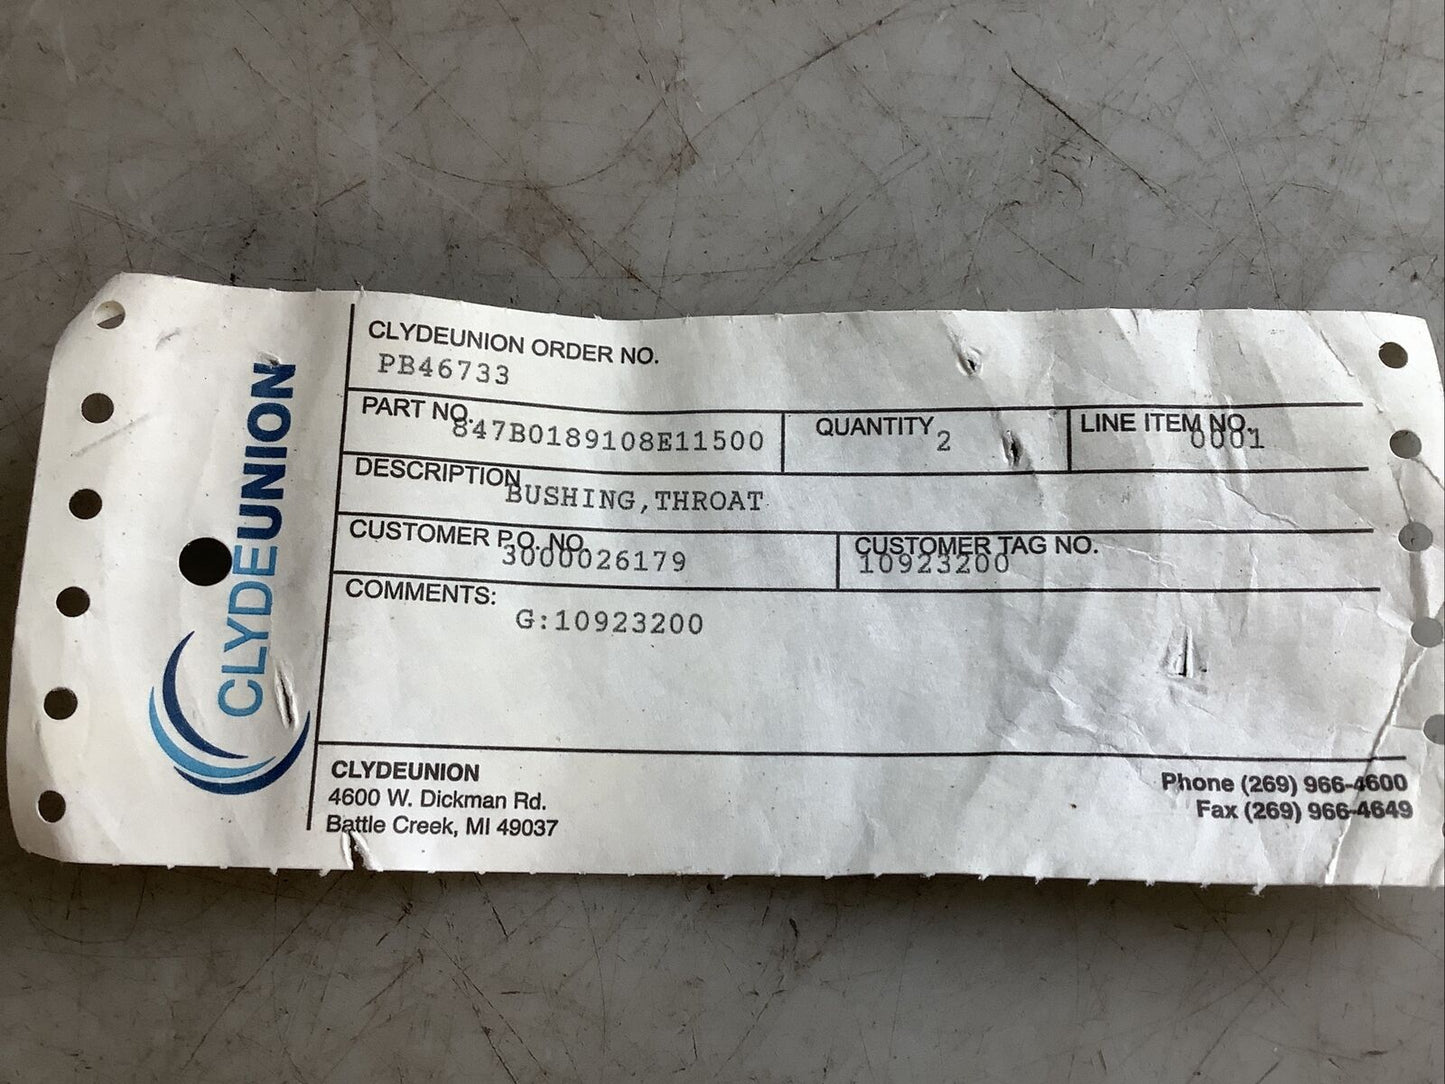 CLYDEUNION
CLYDEUNION ORDER NO.
PB46733
PART NO.
847B0189108E11500
QUANTITY
2
LINE ITEM NO.
0001
DESCRIPTION
BUSHING,THROAT
CUSTOMER P.O. NO.
3000026179
CUSTOMER TAG NO.
10923200
COMMENTS:
G:10923200
CLYDEUNION
4600 W. Dickman Rd.
Battle Creek, MI 49037
Phone (269) 966-4600
Fax (269) 966-4649